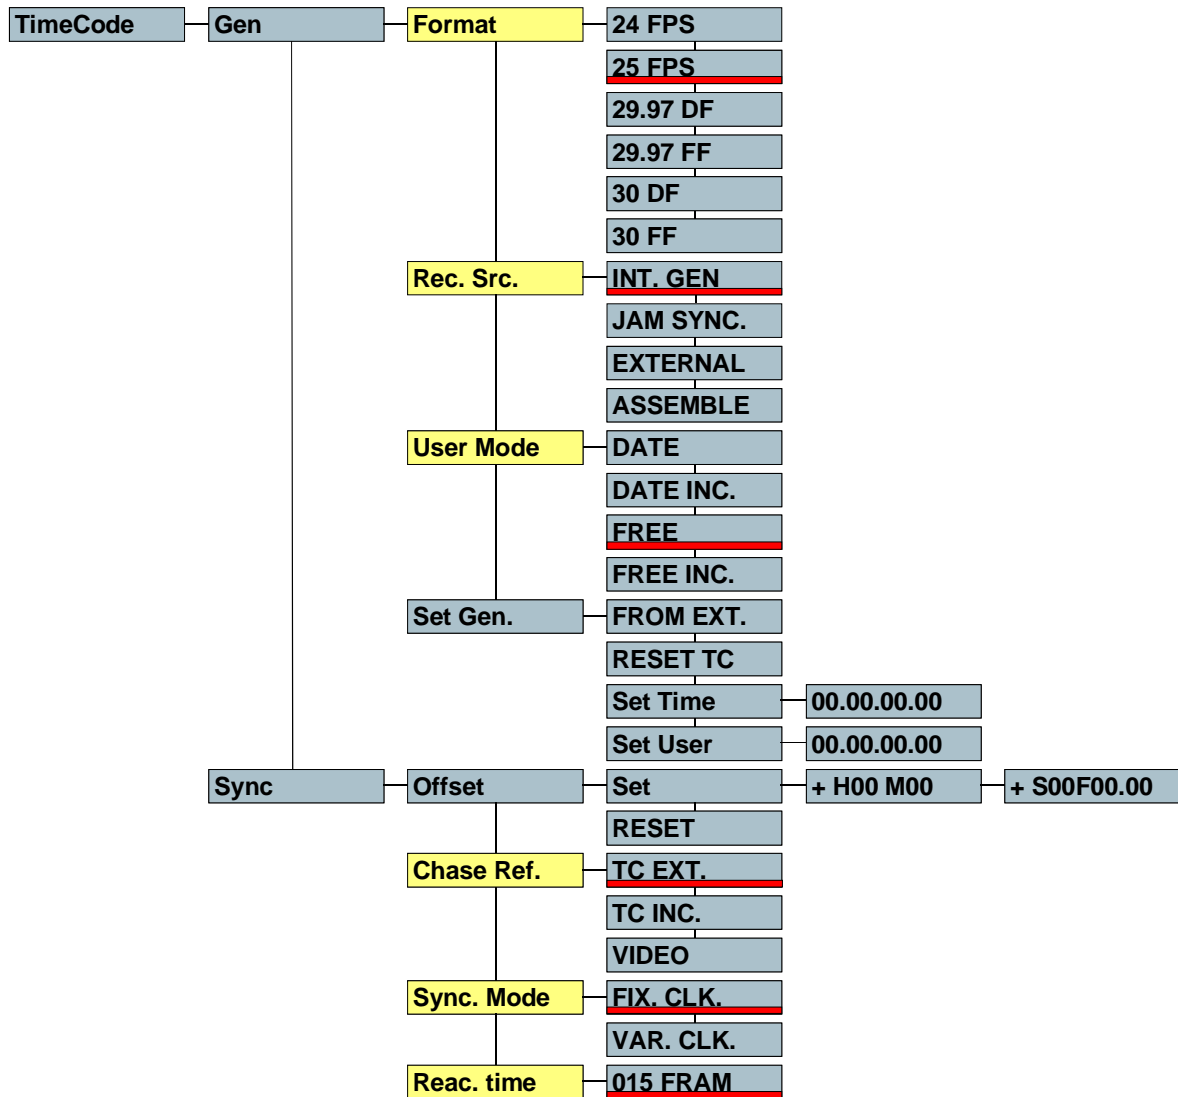 TimeCode Gen Format 24 FPS
25 FPS
29.97 DF
29.97 FF
30 DF
30 FF
Rec. Src. INT. GEN
JAM SYNC.
EXTERNAL
ASSEMBLE
User Mode DATE
DATE INC.
FREE
FREE INC.
Set Gen. FROM EXT.
RESET TC
Set Time 00.00.00.00
Set User 00.00.00.00
Sync Offset Set + H00 M00 + S00F00.00
RESET
Chase Ref. TC EXT.
TC INC.
VIDEO
Sync. Mode FIX. CLK.
VAR. CLK.
Reac. time 015 FRAM